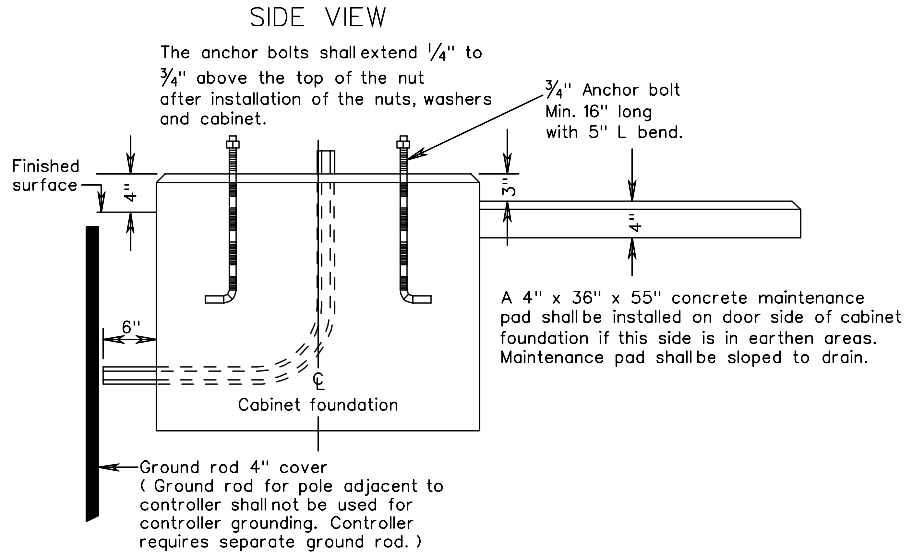 SIDE VIEW
The anchor bolts shall extend 1/4" to
3/4" above the top of the nut
after installation of the nuts, washers
and cabinet.
3/4" Anchor bolt
Min. 16" long
with 5" L bend.
Finished
surface
4"
3"
4"
6"
A 4" x 36" x 55" concrete maintenance
pad shall be installed on door side of cabinet
foundation if this side is in earthen areas.
Maintenance pad shall be sloped to drain.
℄
Cabinet foundation
Ground rod 4" cover
( Ground rod for pole adjacent to
controller shall not be used for
controller grounding. Controller
requires separate ground rod. )